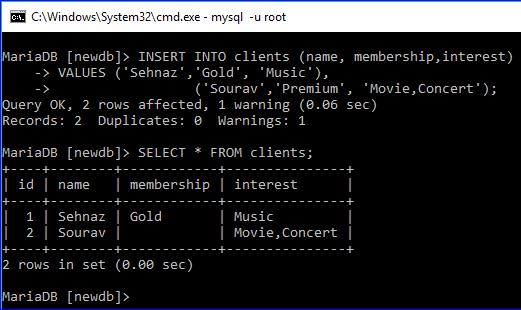 C:\Windows\System32\cmd.exe - mysql -u root
MariaDB [newdb]> INSERT INTO clients (name, membership,interest)
    -> VALUES ('Sehnaz','Gold', 'Music'),
    ->         ('Sourav','Premium', 'Movie,Concert');
Query OK, 2 rows affected, 1 warning (0.06 sec)
Records: 2  Duplicates: 0  Warnings: 1
MariaDB [newdb]> SELECT * FROM clients;
+----+--------+------------+---------------+
| id | name   | membership | interest      |
+----+--------+------------+---------------+
|  1 | Sehnaz | Gold       | Music         |
|  2 | Sourav |            | Movie,Concert |
+----+--------+------------+---------------+
2 rows in set (0.00 sec)
MariaDB [newdb]>